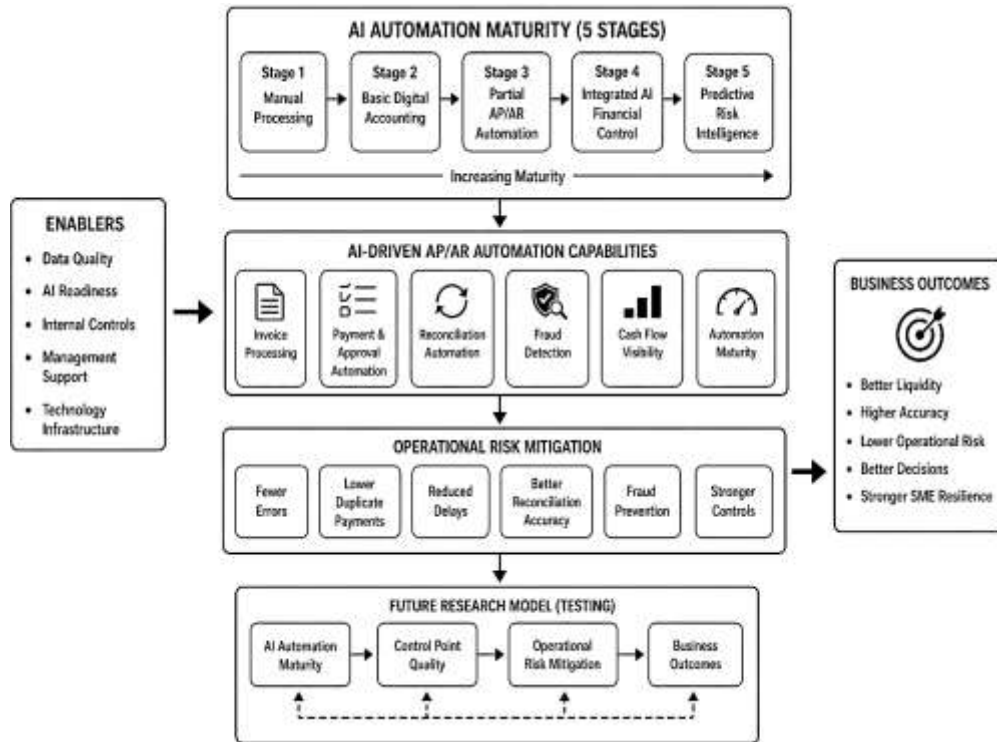 AI AUTOMATION MATURITY (5 STAGES)
Stage 1
Manual
Processing
Stage 2
Basic Digital
Accounting
Stage 3
Partial
AP/AR
Automation
Stage 4
Integrated AI
Financial
Control
Stage 5
Predictive
Risk
Intelligence
Increasing Maturity
ENABLERS
• Data Quality
• AI Readiness
• Internal Controls
• Management
Support
• Technology
Infrastructure
AI-DRIVEN AP/AR AUTOMATION CAPABILITIES
Invoice
Processing
Payment &
Approval
Automation
Reconciliation
Automation
Fraud
Detection
Cash Flow
Visibility
Automation
Maturity
OPERATIONAL RISK MITIGATION
Fewer
Errors
Lower
Duplicate
Payments
Reduced
Delays
Better
Reconciliation
Accuracy
Fraud
Prevention
Stronger
Controls
BUSINESS OUTCOMES
• Better Liquidity
• Higher Accuracy
• Lower Operational Risk
• Better Decisions
• Stronger SME Resilience
FUTURE RESEARCH MODEL (TESTING)
AI Automation
Maturity
Control Point
Quality
Operational
Risk Mitigation
Business
Outcomes